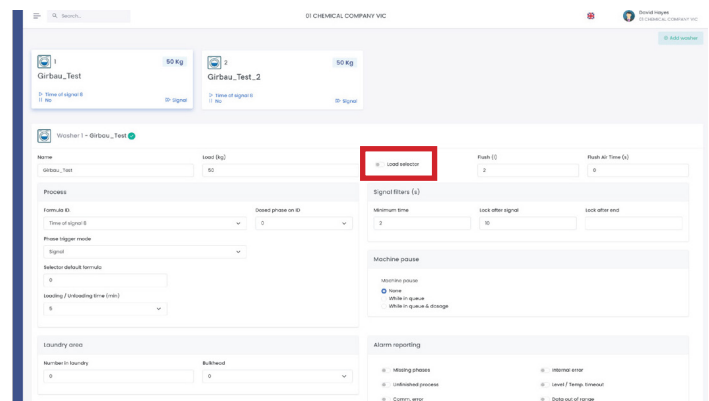 Search...
01 CHEMICAL COMPANY VIC
David Hayes
01 CHEMICAL COMPANY VIC
Add washer
1
50 Kg
Girbau_Test
Time of signal B
No
Signal
2
50 Kg
Girbau_Test_2
Time of signal B
No
Signal
Washer 1 - Girbau_Test
Name
Load (kg)
Load selector
Flush (l)
Flush Air Time (s)
Girbau_Test
50
2
0
Process
Formula ID.
Dosed phase on ID
Time of signal B
0
Phase trigger mode
Signal
Selector default formula
0
Loading / Unloading time (min)
5
Signal filters (s)
Minimum time
Lock after signal
Lock after end
2
10
Machine pause
Machine pause
None
While in queue
While in queue & dosage
Laundry area
Number in laundry
Bulkhead
0
0
Alarm reporting
Missing phases
Internal error
Unfinished process
Level / Temp. timeout
Comm. error
Data out of range